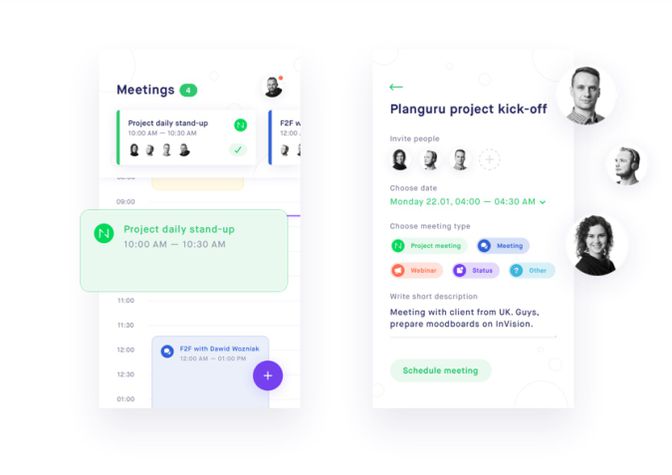 Meetings 4
Project daily stand-up
10:00 AM — 10:30 AM
F2F w
12:00
09:00
Project daily stand-up
10:00 AM — 10:30 AM
11:00
11:30
12:00
F2F with Dawid Wozniak
12:00 AM — 01:00 PM
12:30
+
01:00
Planguru project kick-off
Invite people
+
Choose date
Monday 22.01, 04:00 — 04:30 AM
Choose meeting type
Project meeting
Meeting
Webinar
Status
? Other
Write short description
Meeting with client from UK. Guys,
prepare moodboards on InVision.
Schedule meeting